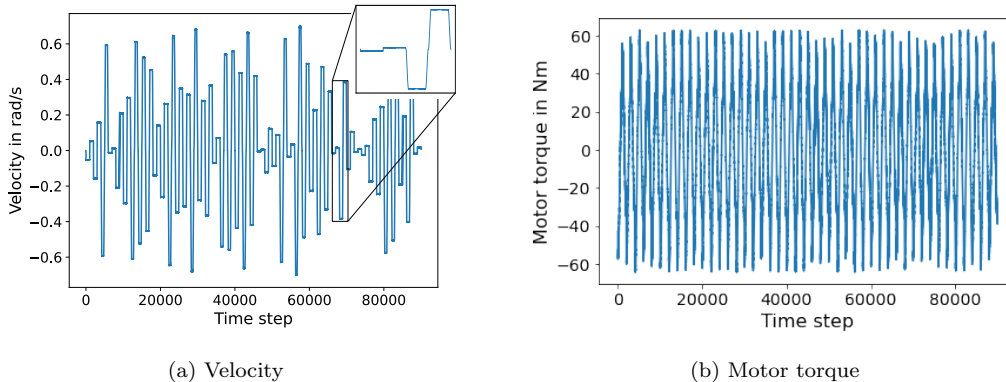 0.6
0.4
0.2
0.0
−0.2
−0.4
−0.6
Velocity in rad/s
0 20000 40000 60000 80000
Time step
(a) Velocity
60
40
20
0
−20
−40
−60
Motor torque in Nm
0 20000 40000 60000 80000
Time step
(b) Motor torque